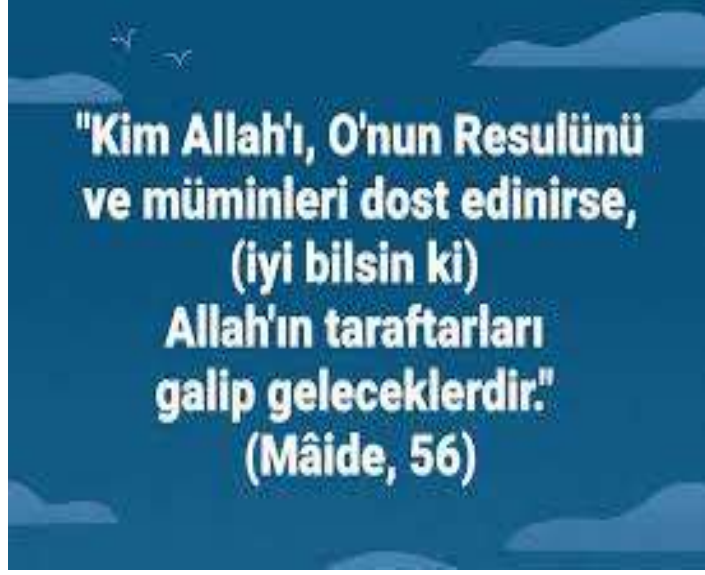 "Kim Allah'ı, O'nun Resulünü
ve müminleri dost edinirse,
(iyi bilsin ki)
Allah'ın taraftarları
galip geleceklerdir."
(Mâide, 56)